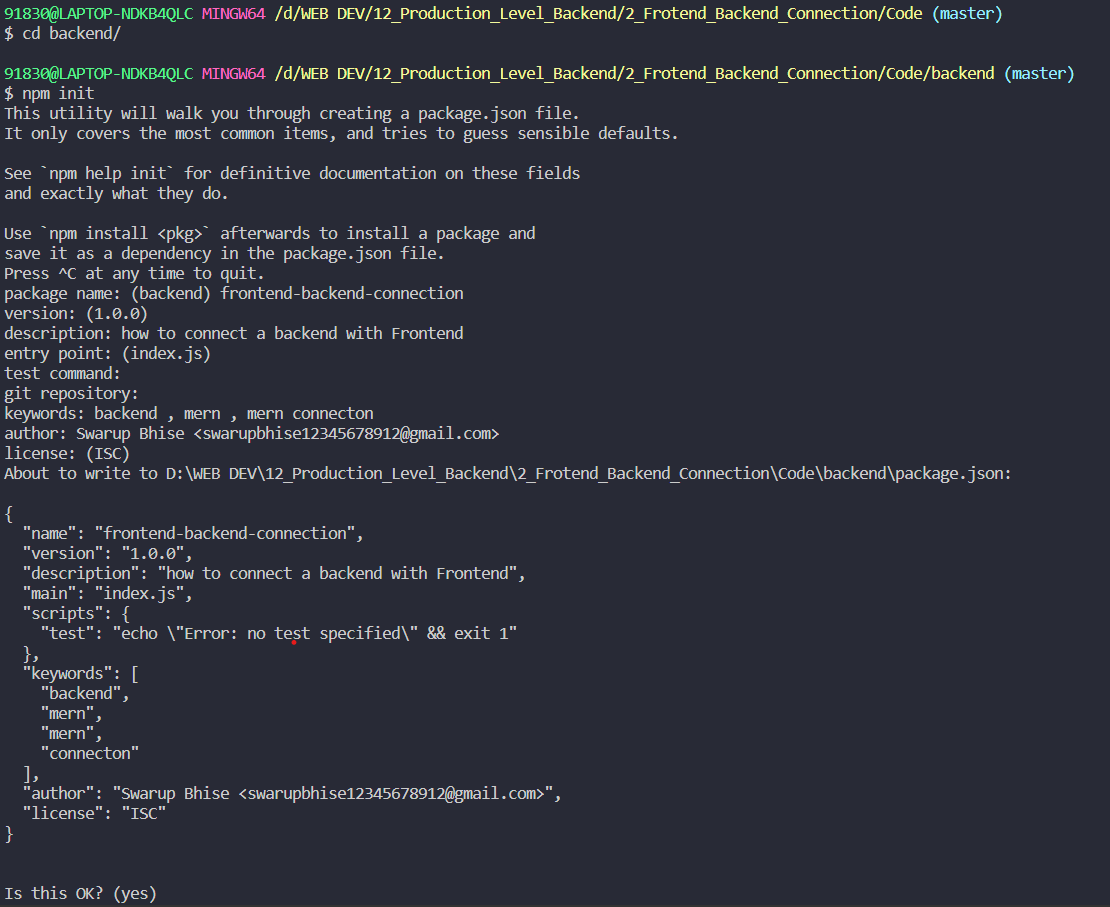 91830@LAPTOP-NDKB4QLC MINGW64 /d/WEB DEV/12_Production_Level_Backend/2_Frotend_Backend_Connection/Code (master)
$ cd backend/
91830@LAPTOP-NDKB4QLC MINGW64 /d/WEB DEV/12_Production_Level_Backend/2_Frotend_Backend_Connection/Code/backend (master)
$ npm init
This utility will walk you through creating a package.json file.
It only covers the most common items, and tries to guess sensible defaults.
See `npm help init` for definitive documentation on these fields
and exactly what they do.
Use `npm install <pkg>` afterwards to install a package and
save it as a dependency in the package.json file.
Press ^C at any time to quit.
package name: (backend) frontend-backend-connection
version: (1.0.0)
description: how to connect a backend with Frontend
entry point: (index.js)
test command:
git repository:
keywords: backend , mern , mern connecton
author: Swarup Bhise <swarupbhise12345678912@gmail.com>
license: (ISC)
About to write to D:\WEB DEV\12_Production_Level_Backend\2_Frotend_Backend_Connection\Code\backend\package.json:
{
  "name": "frontend-backend-connection",
  "version": "1.0.0",
  "description": "how to connect a backend with Frontend",
  "main": "index.js",
  "scripts": {
    "test": "echo \"Error: no test specified\" && exit 1"
  },
  "keywords": [
    "backend",
    "mern",
    "mern",
    "connecton"
  ],
  "author": "Swarup Bhise <swarupbhise12345678912@gmail.com>",
  "license": "ISC"
}
Is this OK? (yes)